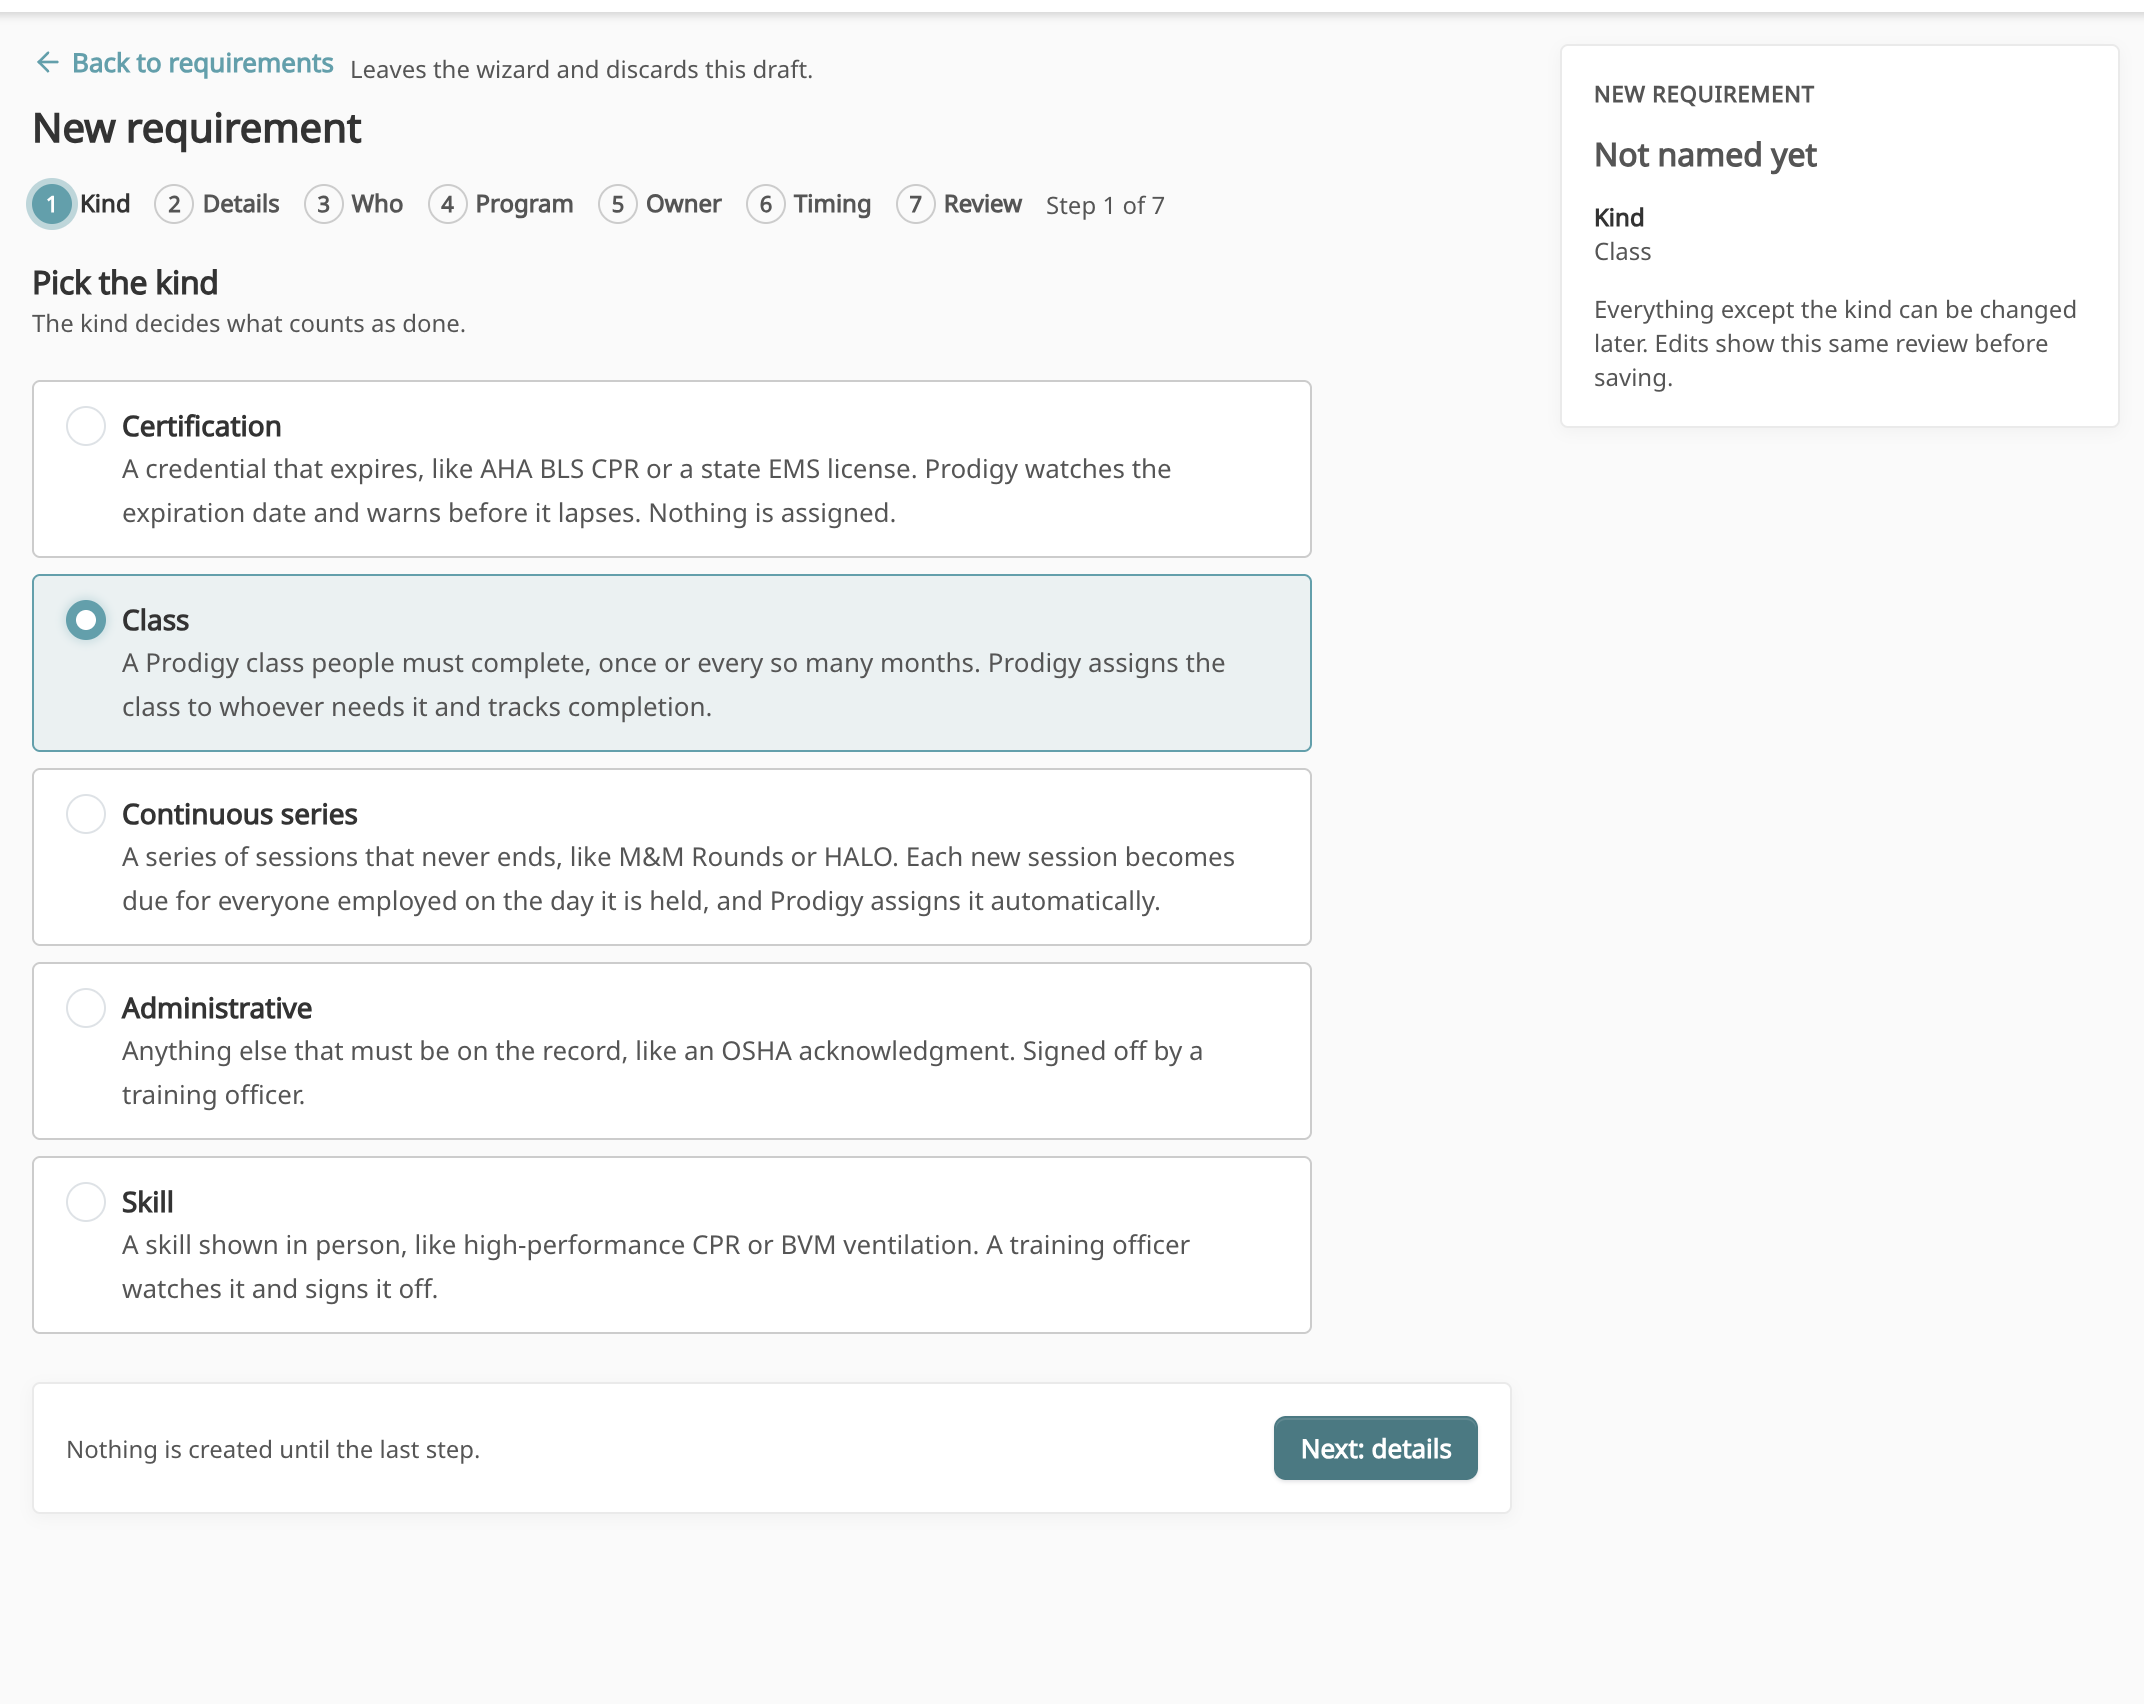 Back to requirements Leaves the wizard and discards this draft.
New requirement
1 Kind 2 Details 3 Who 4 Program 5 Owner 6 Timing 7 Review Step 1 of 7
Pick the kind
The kind decides what counts as done.
Certification
A credential that expires, like AHA BLS CPR or a state EMS license. Prodigy watches the
expiration date and warns before it lapses. Nothing is assigned.
Class
A Prodigy class people must complete, once or every so many months. Prodigy assigns the
class to whoever needs it and tracks completion.
Continuous series
A series of sessions that never ends, like M&M Rounds or HALO. Each new session becomes
due for everyone employed on the day it is held, and Prodigy assigns it automatically.
Administrative
Anything else that must be on the record, like an OSHA acknowledgment. Signed off by a
training officer.
Skill
A skill shown in person, like high-performance CPR or BVM ventilation. A training officer
watches it and signs it off.
Nothing is created until the last step.
Next: details
NEW REQUIREMENT
Not named yet
Kind
Class
Everything except the kind can be changed
later. Edits show this same review before
saving.